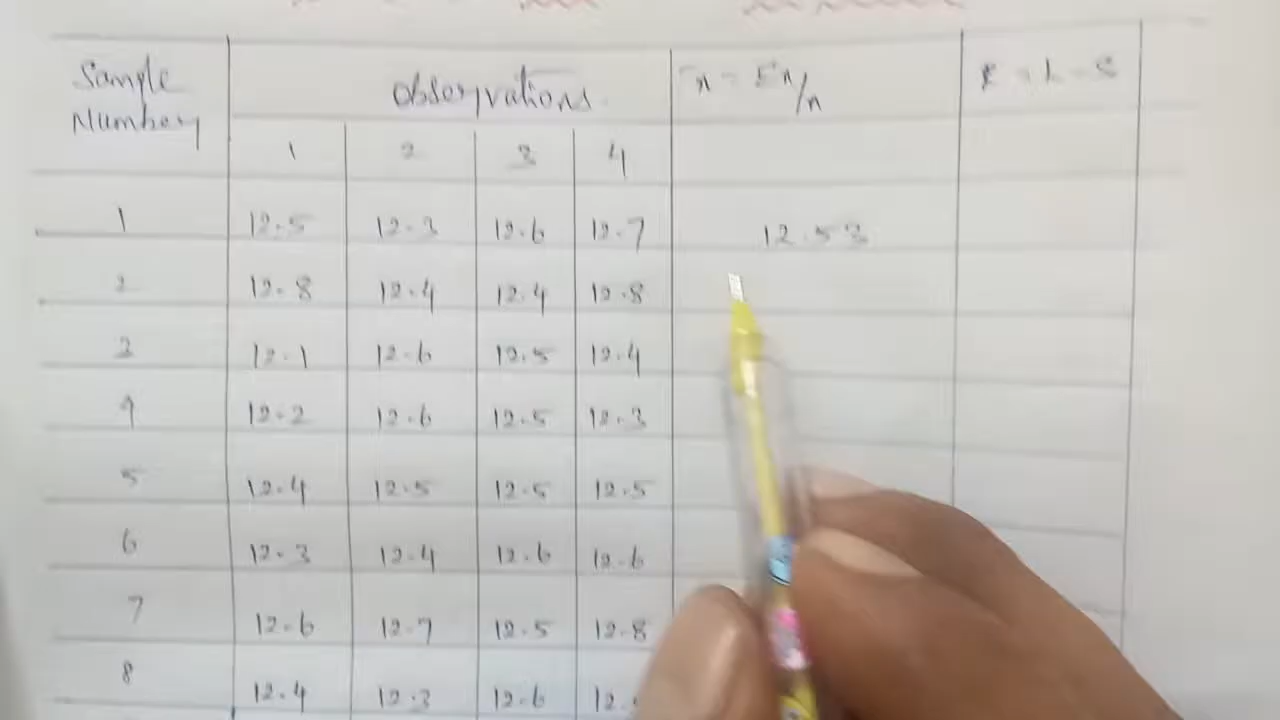 Sample Number
Observations
x̄ = Σx/n
R = L - S
1 2 3 4
1 12.5 12.3 12.6 12.7 12.53
2 12.8 12.4 12.4 12.8
3 12.1 12.6 12.5 12.4
4 12.2 12.6 12.5 12.3
5 12.4 12.5 12.5 12.5
6 12.3 12.4 12.6 12.6
7 12.6 12.7 12.5 12.8
8 12.4 12.3 12.6